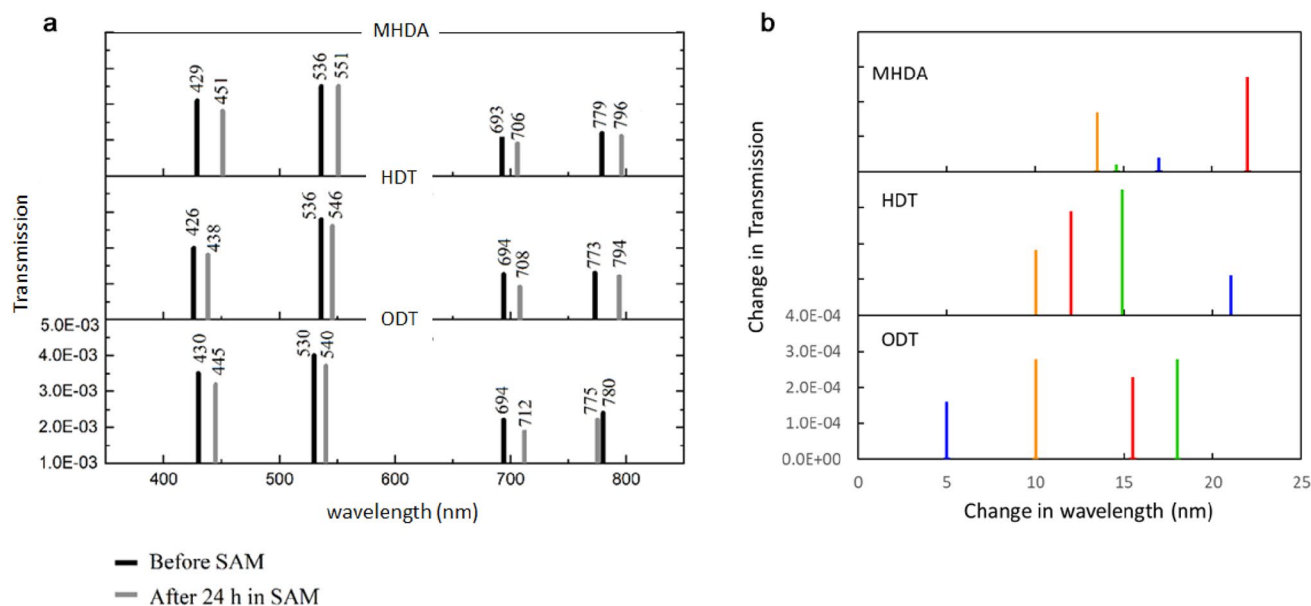 a
MHDA
429
451
536
551
693
706
779
796
HDT
426
438
536
546
694
708
773
794
ODT
430
445
530
540
694
712
775
780
Transmission
5.0E-03
4.0E-03
3.0E-03
2.0E-03
1.0E-03
400
500
600
700
800
wavelength (nm)
Before SAM
After 24 h in SAM
b
MHDA
HDT
ODT
Change in Transmission
4.0E-04
3.0E-04
2.0E-04
1.0E-04
0.0E+00
0
5
10
15
20
25
Change in wavelength (nm)